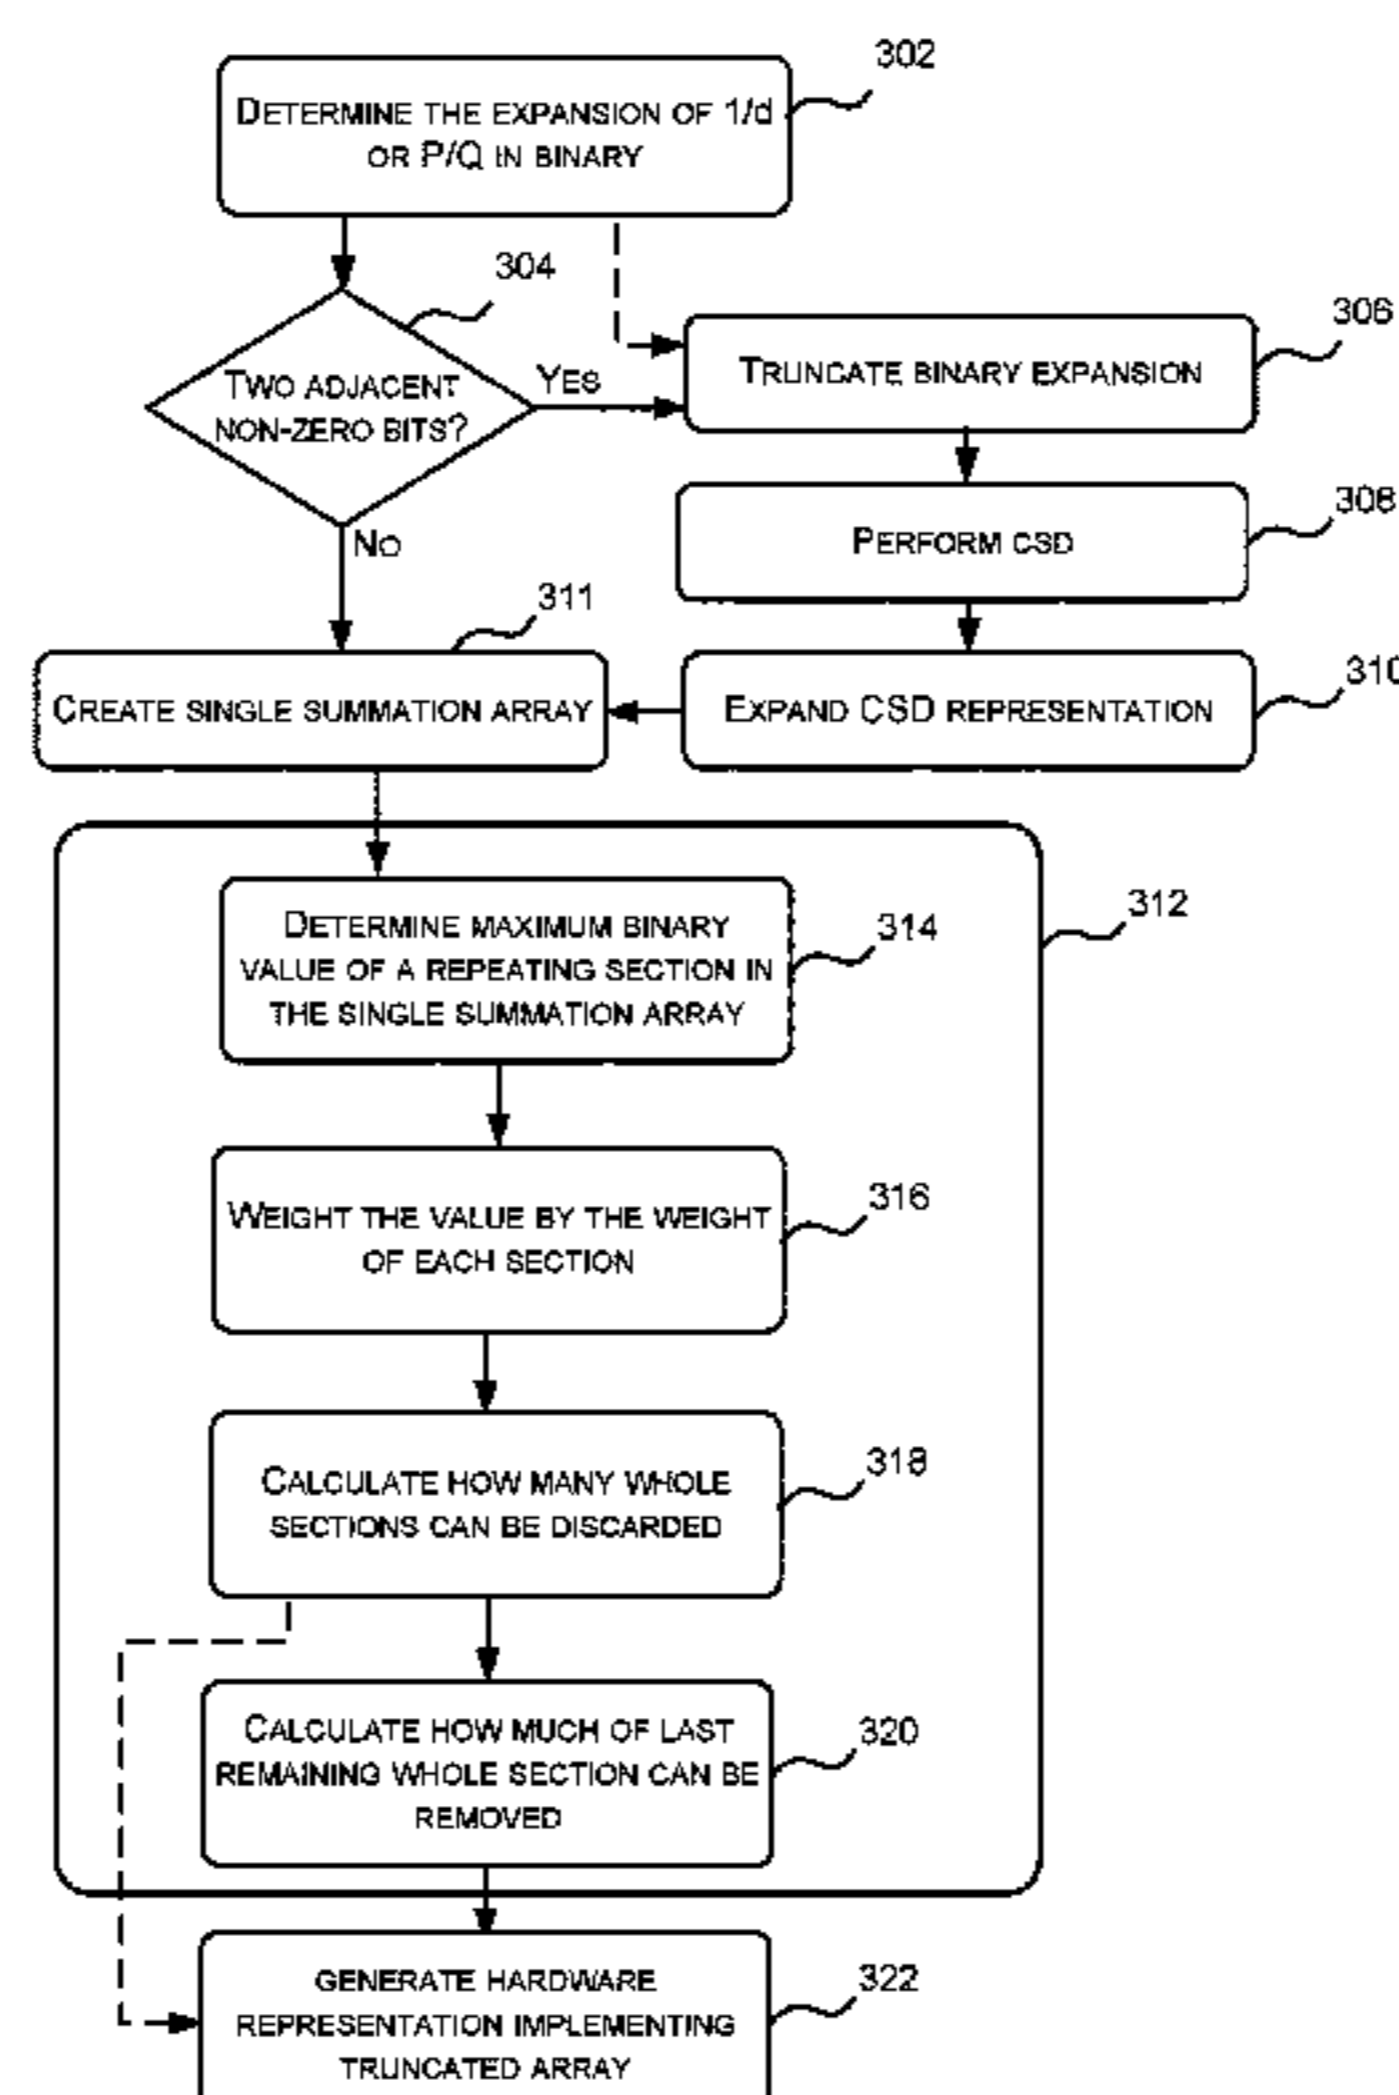 302
DETERMINE THE EXPANSION OF 1/d
OR P/Q IN BINARY
304
306
TWO ADJACENT
NON-ZERO BITS?
YES
TRUNCATE BINARY EXPANSION
308
NO
PERFORM CSD
311
310
CREATE SINGLE SUMMATION ARRAY
EXPAND CSD REPRESENTATION
312
314
DETERMINE MAXIMUM BINARY
VALUE OF A REPEATING SECTION IN
THE SINGLE SUMMATION ARRAY
316
WEIGHT THE VALUE BY THE WEIGHT
OF EACH SECTION
318
CALCULATE HOW MANY WHOLE
SECTIONS CAN BE DISCARDED
320
CALCULATE HOW MUCH OF LAST
REMAINING WHOLE SECTION CAN BE
REMOVED
322
GENERATE HARDWARE
REPRESENTATION IMPLEMENTING
TRUNCATED ARRAY